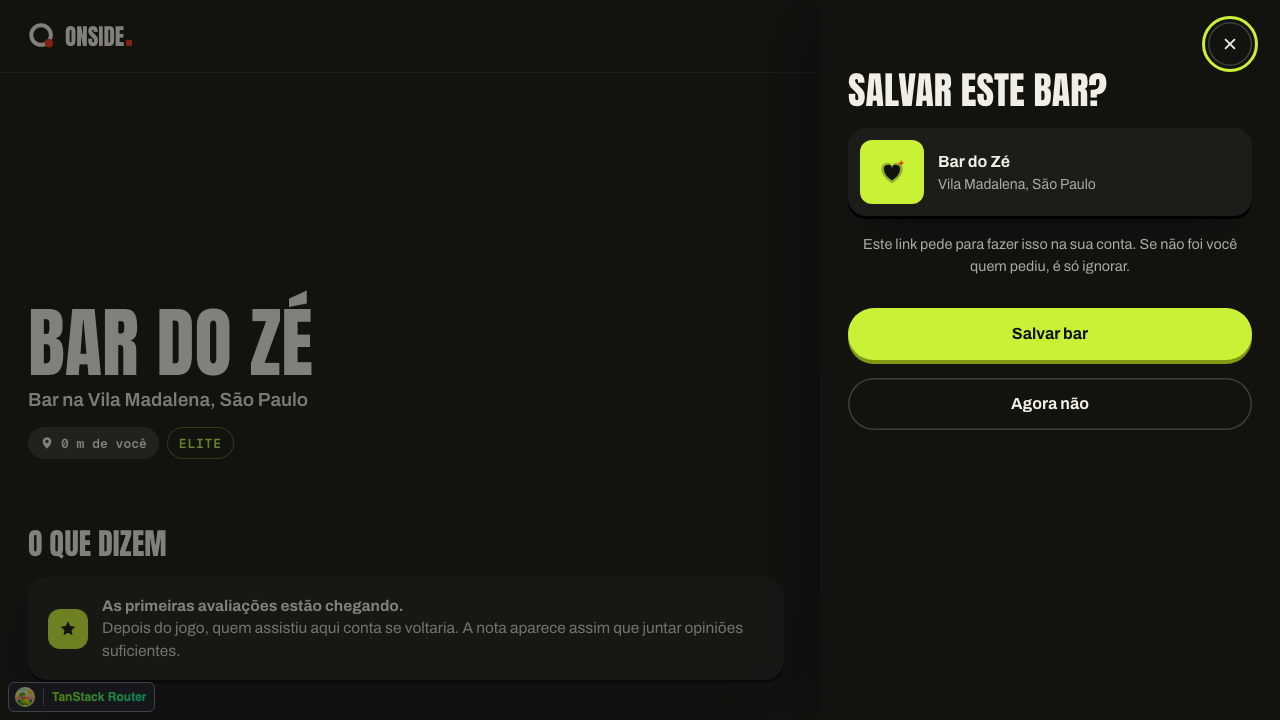 ONSIDE.
BAR DO ZÉ
Bar na Vila Madalena, São Paulo
0 m de você
ELITE
O QUE DIZEM
As primeiras avaliações estão chegando.
Depois do jogo, quem assistiu aqui conta se voltaria. A nota aparece assim que juntar opiniões
suficientes.
TanStack Router
SALVAR ESTE BAR?
Bar do Zé
Vila Madalena, São Paulo
Este link pede para fazer isso na sua conta. Se não foi você
quem pediu, é só ignorar.
Salvar bar
Agora não